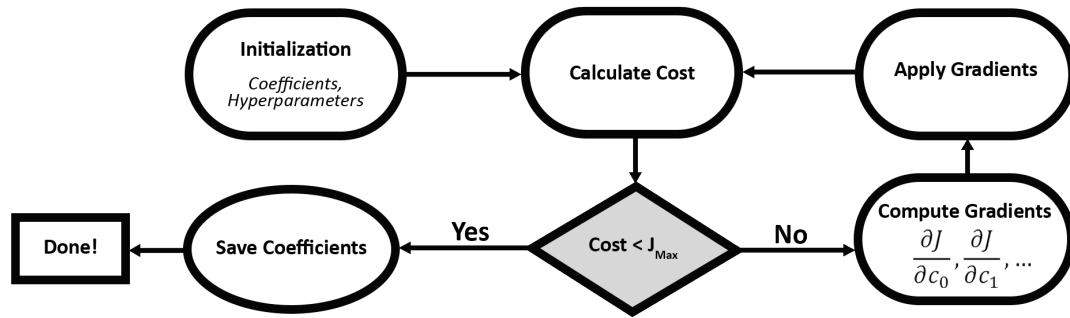 Initialization
Coefficients,
Hyperparameters
Calculate Cost
Apply Gradients
Done!
Save Coefficients
Yes
Cost < J_Max
No
Compute Gradients
∂J/∂c₀, ∂J/∂c₁, ...